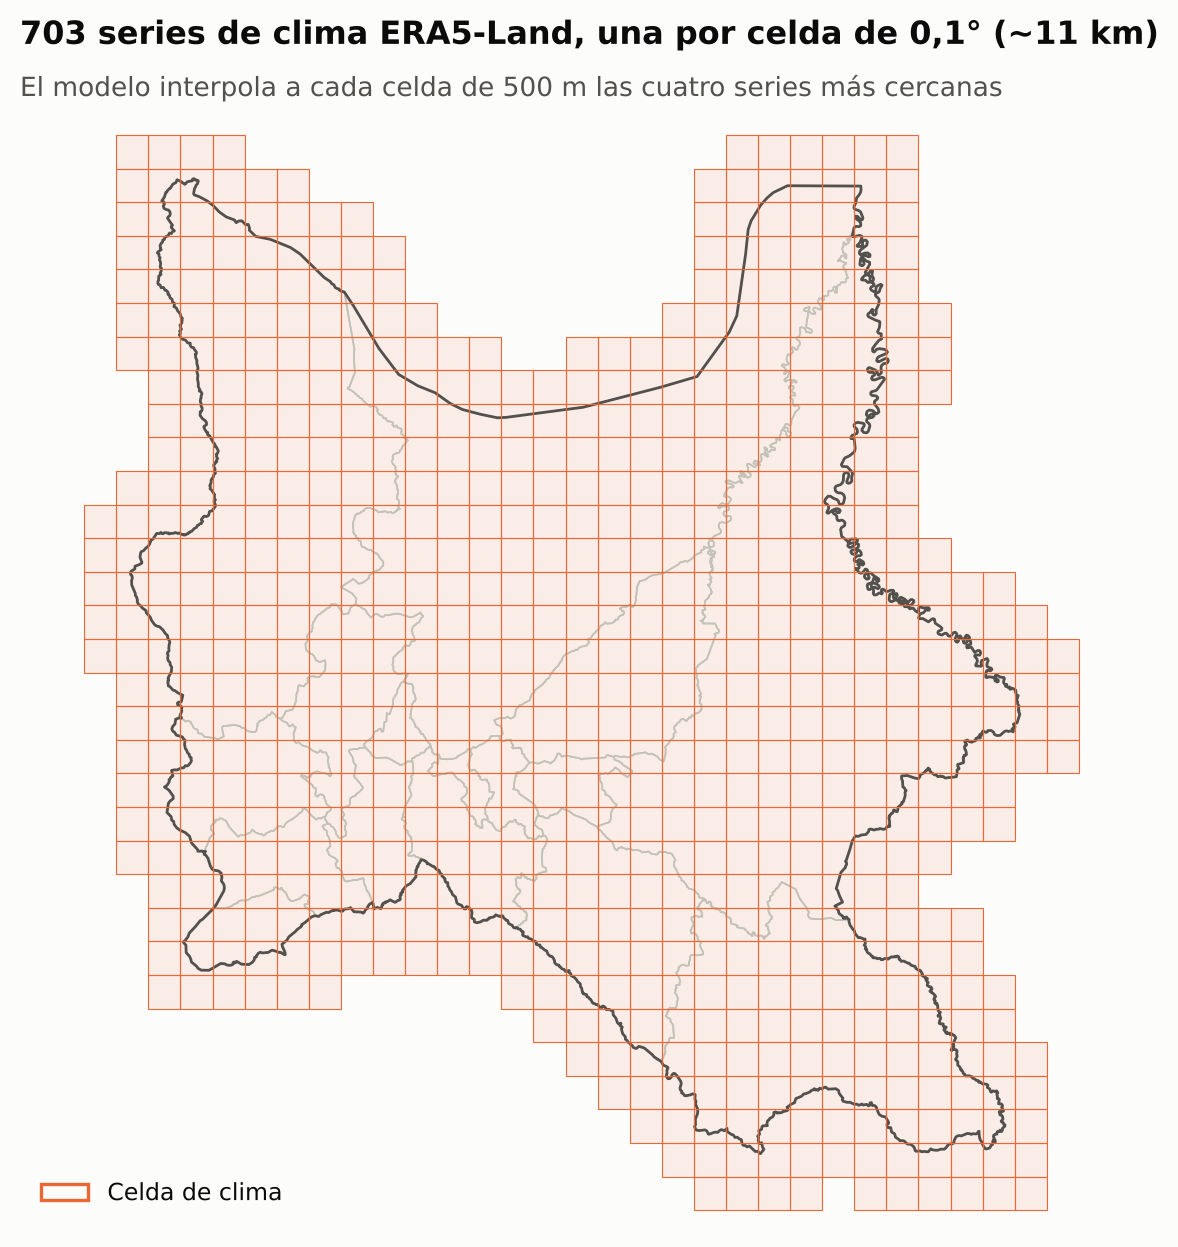 703 series de clima ERA5-Land, una por celda de 0,1° (~11 km)
El modelo interpola a cada celda de 500 m las cuatro series más cercanas
Celda de clima